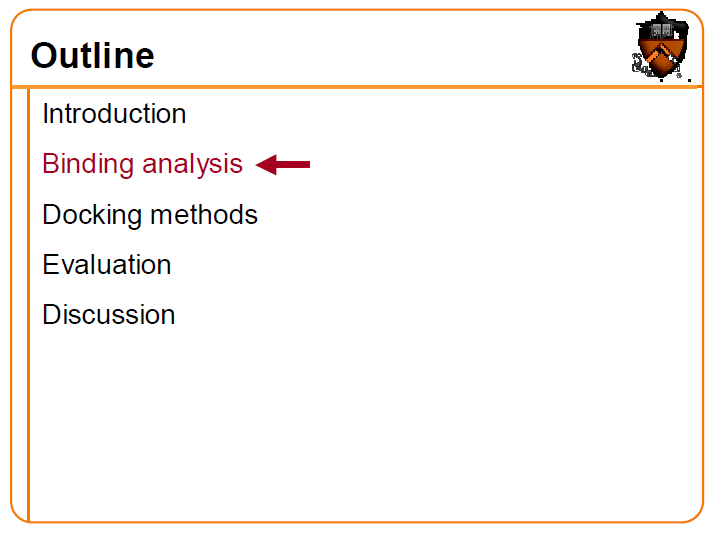 Outline
Introduction
Binding analysis
Docking methods
Evaluation
Discussion